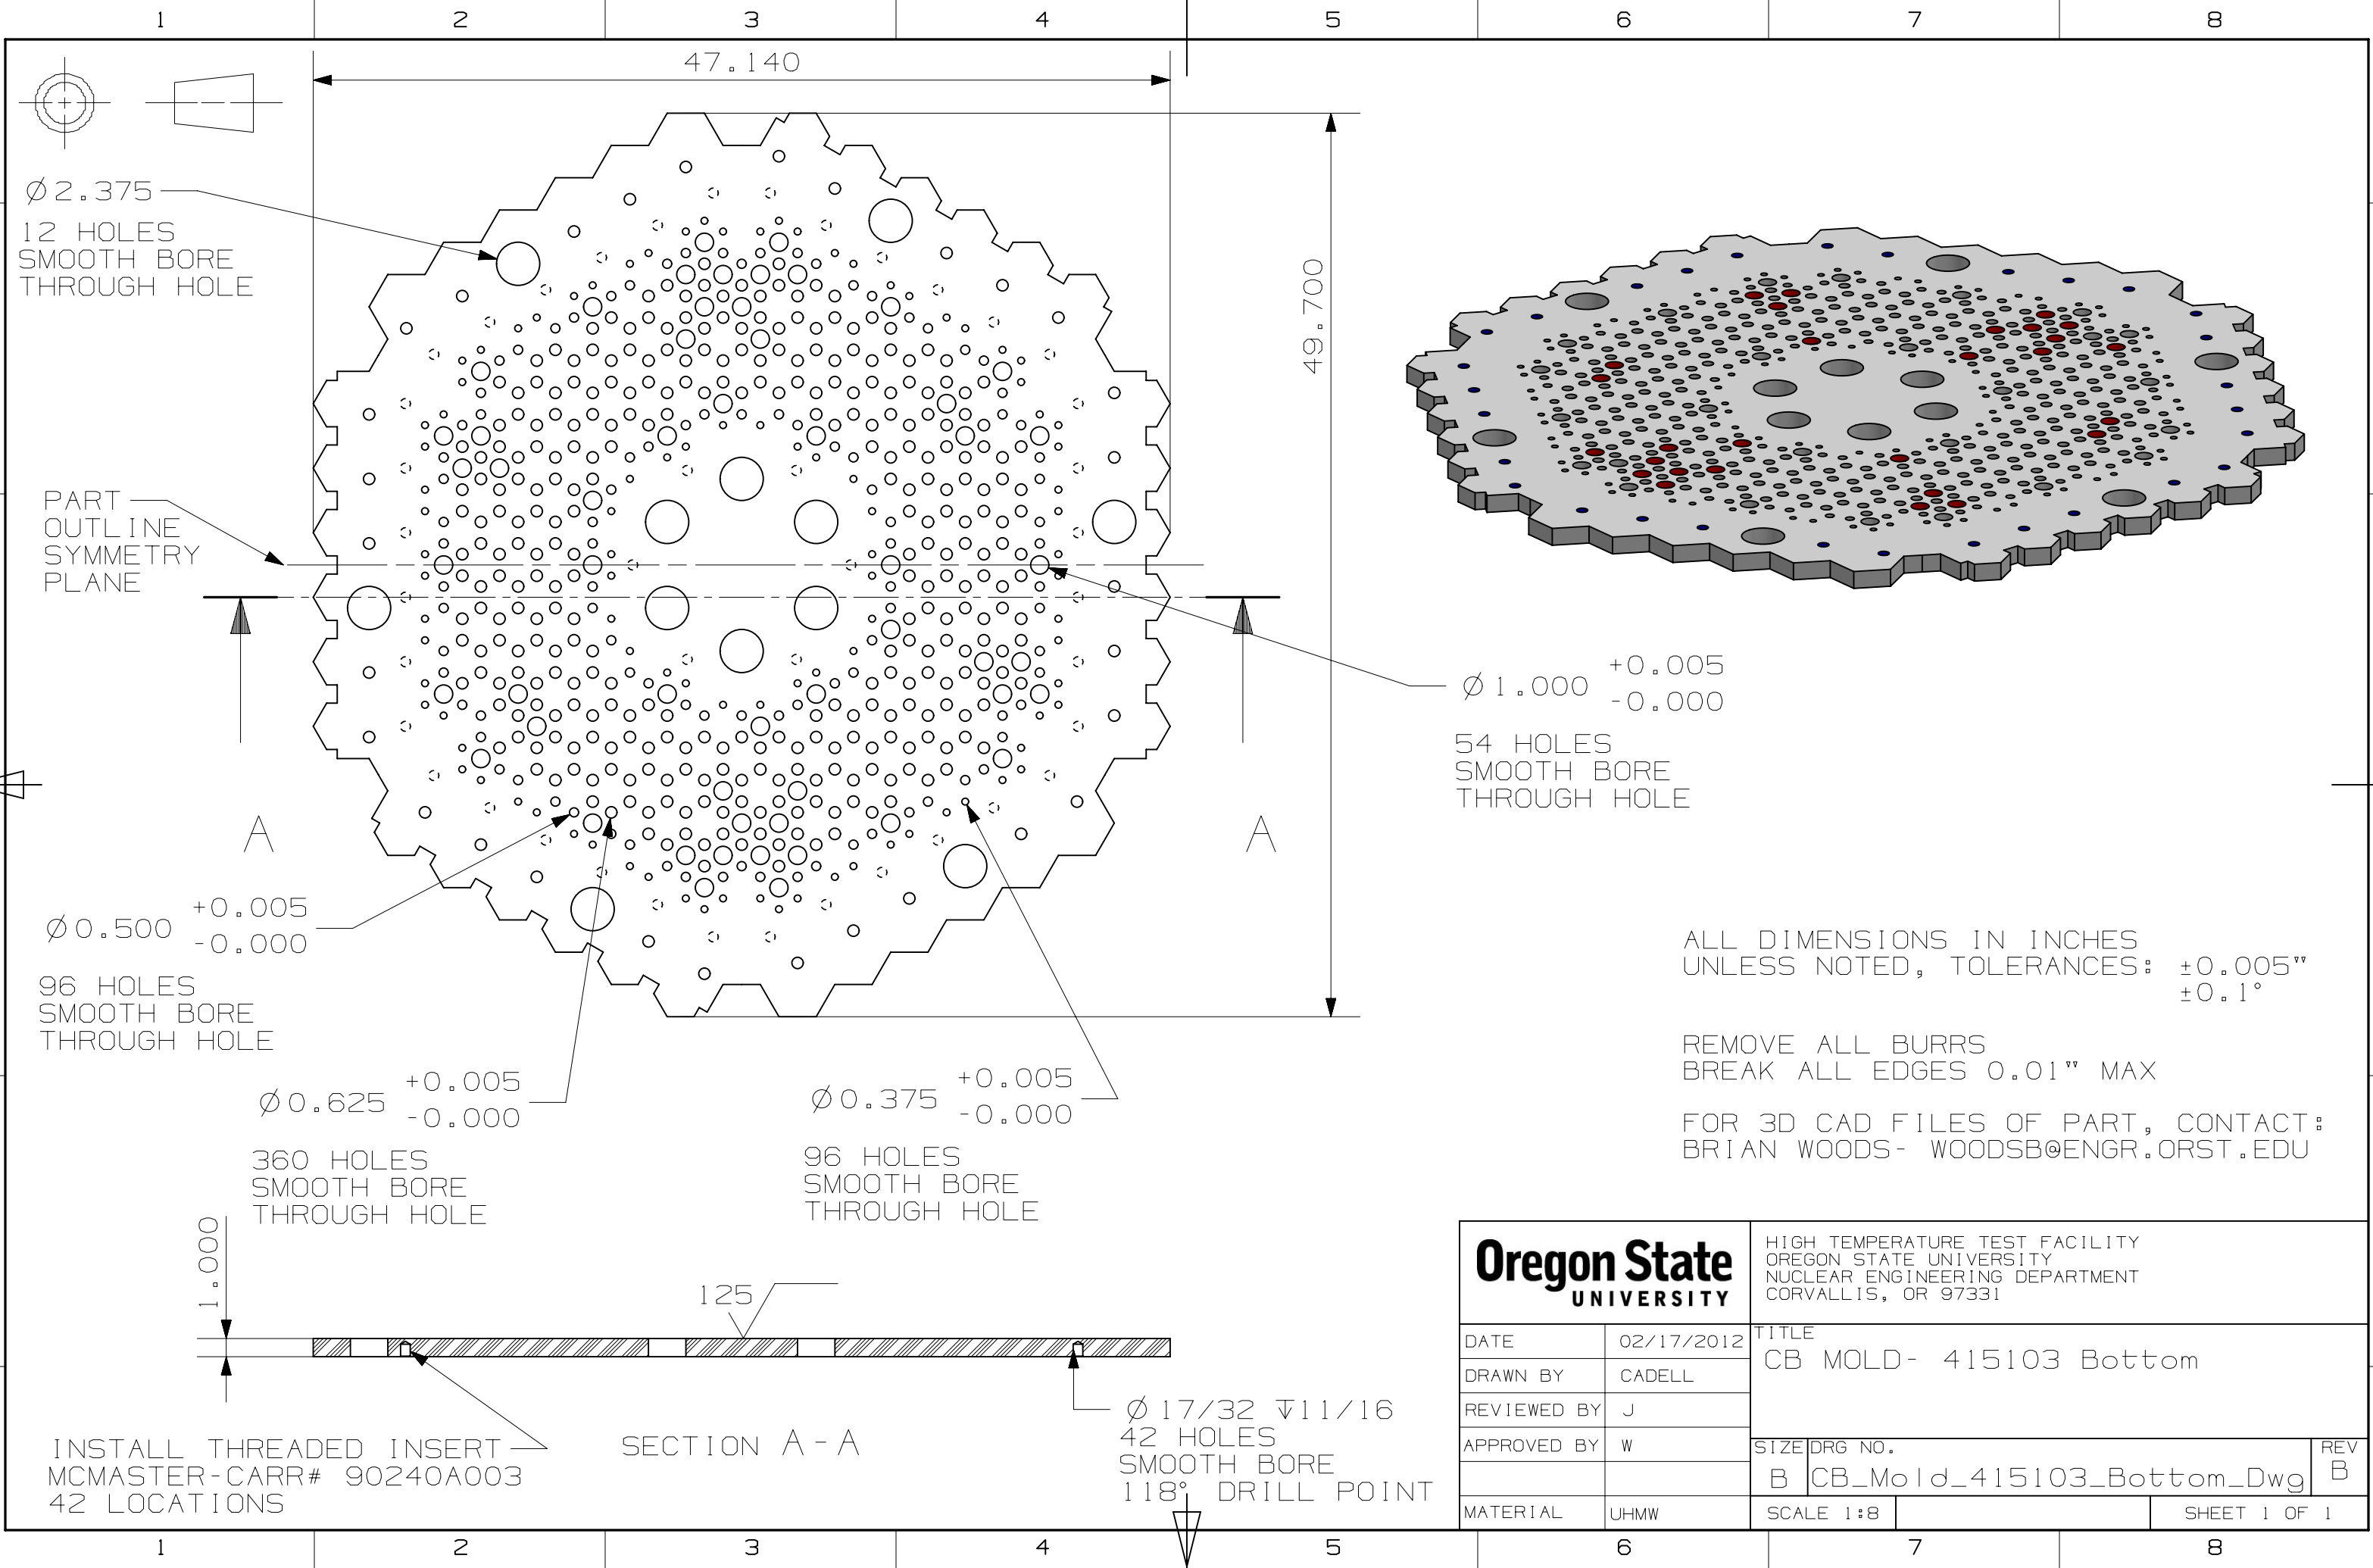 1 2 3 4 5 6 7 8
47.140
Ø2.375
12 HOLES
SMOOTH BORE
THROUGH HOLE
49.700
PART
OUTLINE
SYMMETRY
PLANE
A A
Ø1.000 +0.005
-0.000
54 HOLES
SMOOTH BORE
THROUGH HOLE
Ø0.500 +0.005
-0.000
96 HOLES
SMOOTH BORE
THROUGH HOLE
Ø0.625 +0.005
-0.000
360 HOLES
SMOOTH BORE
THROUGH HOLE
Ø0.375 +0.005
-0.000
96 HOLES
SMOOTH BORE
THROUGH HOLE
ALL DIMENSIONS IN INCHES
UNLESS NOTED, TOLERANCES: ±0.005"
±0.1°
REMOVE ALL BURRS
BREAK ALL EDGES 0.01" MAX
FOR 3D CAD FILES OF PART, CONTACT:
BRIAN WOODS- WOODSB@ENGR.ORST.EDU
1.000
125
INSTALL THREADED INSERT
MCMASTER-CARR# 90240A003
42 LOCATIONS
SECTION A-A
Ø17/32 ↧11/16
42 HOLES
SMOOTH BORE
118° DRILL POINT
Oregon State
UNIVERSITY
HIGH TEMPERATURE TEST FACILITY
OREGON STATE UNIVERSITY
NUCLEAR ENGINEERING DEPARTMENT
CORVALLIS, OR 97331
DATE 02/17/2012
DRAWN BY CADELL
REVIEWED BY J
APPROVED BY W
MATERIAL UHMW
TITLE
CB MOLD- 415103 Bottom
SIZE DRG NO. REV
B CB_Mold_415103_Bottom_Dwg B
SCALE 1:8 SHEET 1 OF 1
1 2 3 4 5 6 7 8